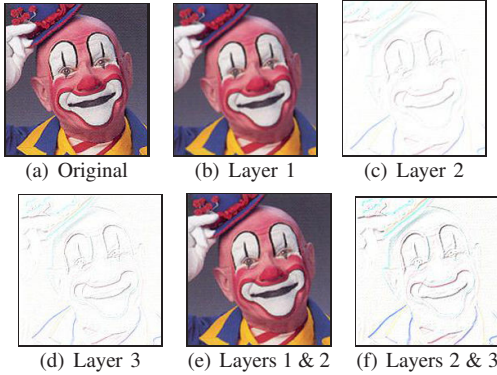 (a) Original
(b) Layer 1
(c) Layer 2
(d) Layer 3
(e) Layers 1 & 2
(f) Layers 2 & 3